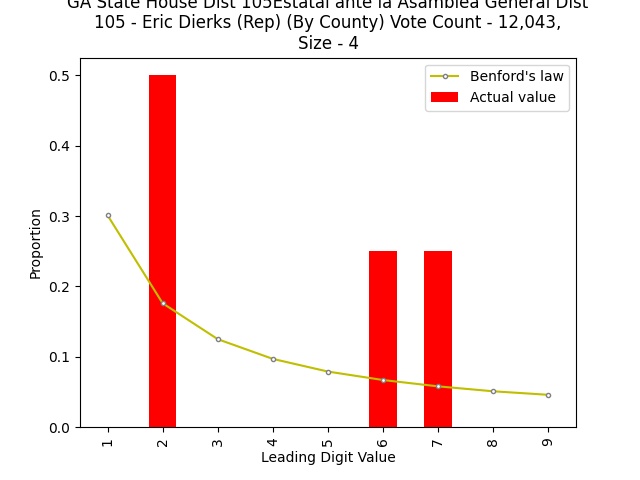 GA State House Dist 105Estatal ante la Asamblea General Dist
105 - Eric Dierks (Rep) (By County) Vote Count - 12,043,
Size - 4
Benford's law
Actual value
Proportion
0.5
0.4
0.3
0.2
0.1
0.0
1 2 3 4 5 6 7 8 9
Leading Digit Value